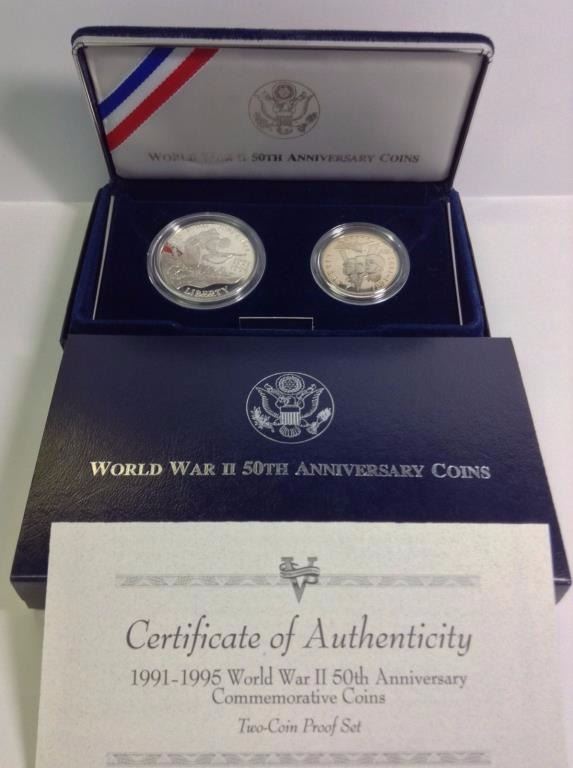 WORLD WAR II 50TH ANNIVERSARY COINS
LIBERTY
WORLD WAR II 50TH ANNIVERSARY COINS
V
Certificate of Authenticity
1991-1995 World War II 50th Anniversary
Commemorative Coins
Two-Coin Proof Set